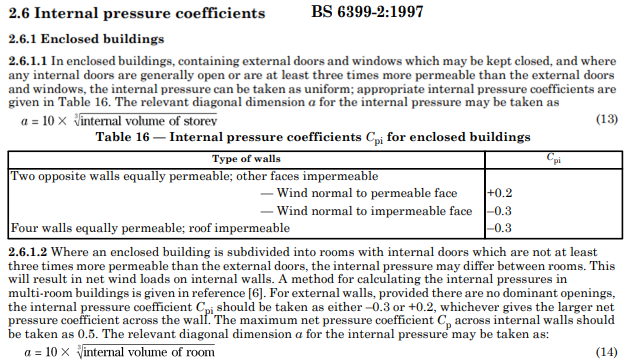 2.6 Internal pressure coefficients BS 6399-2:1997
2.6.1 Enclosed buildings
2.6.1.1 In enclosed buildings, containing external doors and windows which may be kept closed, and where
any internal doors are generally open or are at least three times more permeable than the external doors
and windows, the internal pressure can be taken as uniform; appropriate internal pressure coefficients are
given in Table 16. The relevant diagonal dimension a for the internal pressure may be taken as
a = 10 × ∛internal volume of storey (13)
Table 16 — Internal pressure coefficients Cpi for enclosed buildings
Type of walls Cpi
Two opposite walls equally permeable; other faces impermeable
— Wind normal to permeable face +0.2
— Wind normal to impermeable face –0.3
Four walls equally permeable; roof impermeable –0.3
2.6.1.2 Where an enclosed building is subdivided into rooms with internal doors which are not at least
three times more permeable than the external doors, the internal pressure may differ between rooms. This
will result in net wind loads on internal walls. A method for calculating the internal pressures in
multi-room buildings is given in reference [6]. For external walls, provided there are no dominant openings,
the internal pressure coefficient Cpi should be taken as either –0.3 or +0.2, whichever gives the larger net
pressure coefficient across the wall. The maximum net pressure coefficient Cp across internal walls should
be taken as 0.5. The relevant diagonal dimension a for the internal pressure may be taken as:
a = 10 × ∛internal volume of room (14)